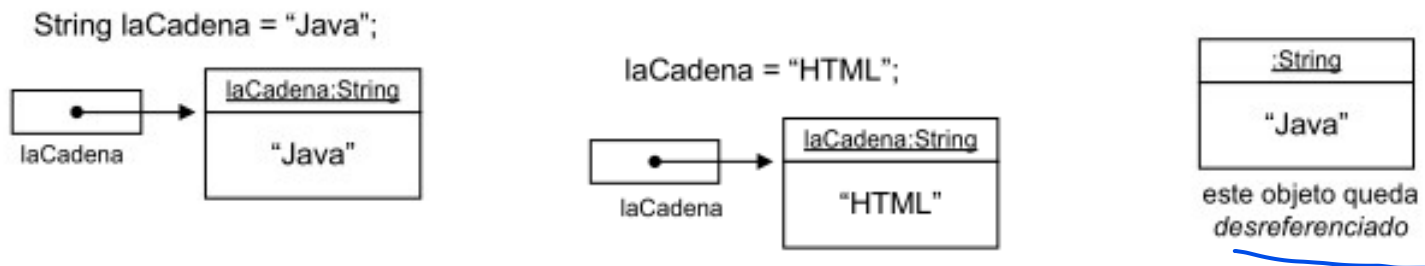 String laCadena = “Java”;
laCadena:String
“Java”
laCadena
laCadena = “HTML”;
laCadena:String
“HTML”
laCadena
:String
“Java”
este objeto queda
desreferenciado